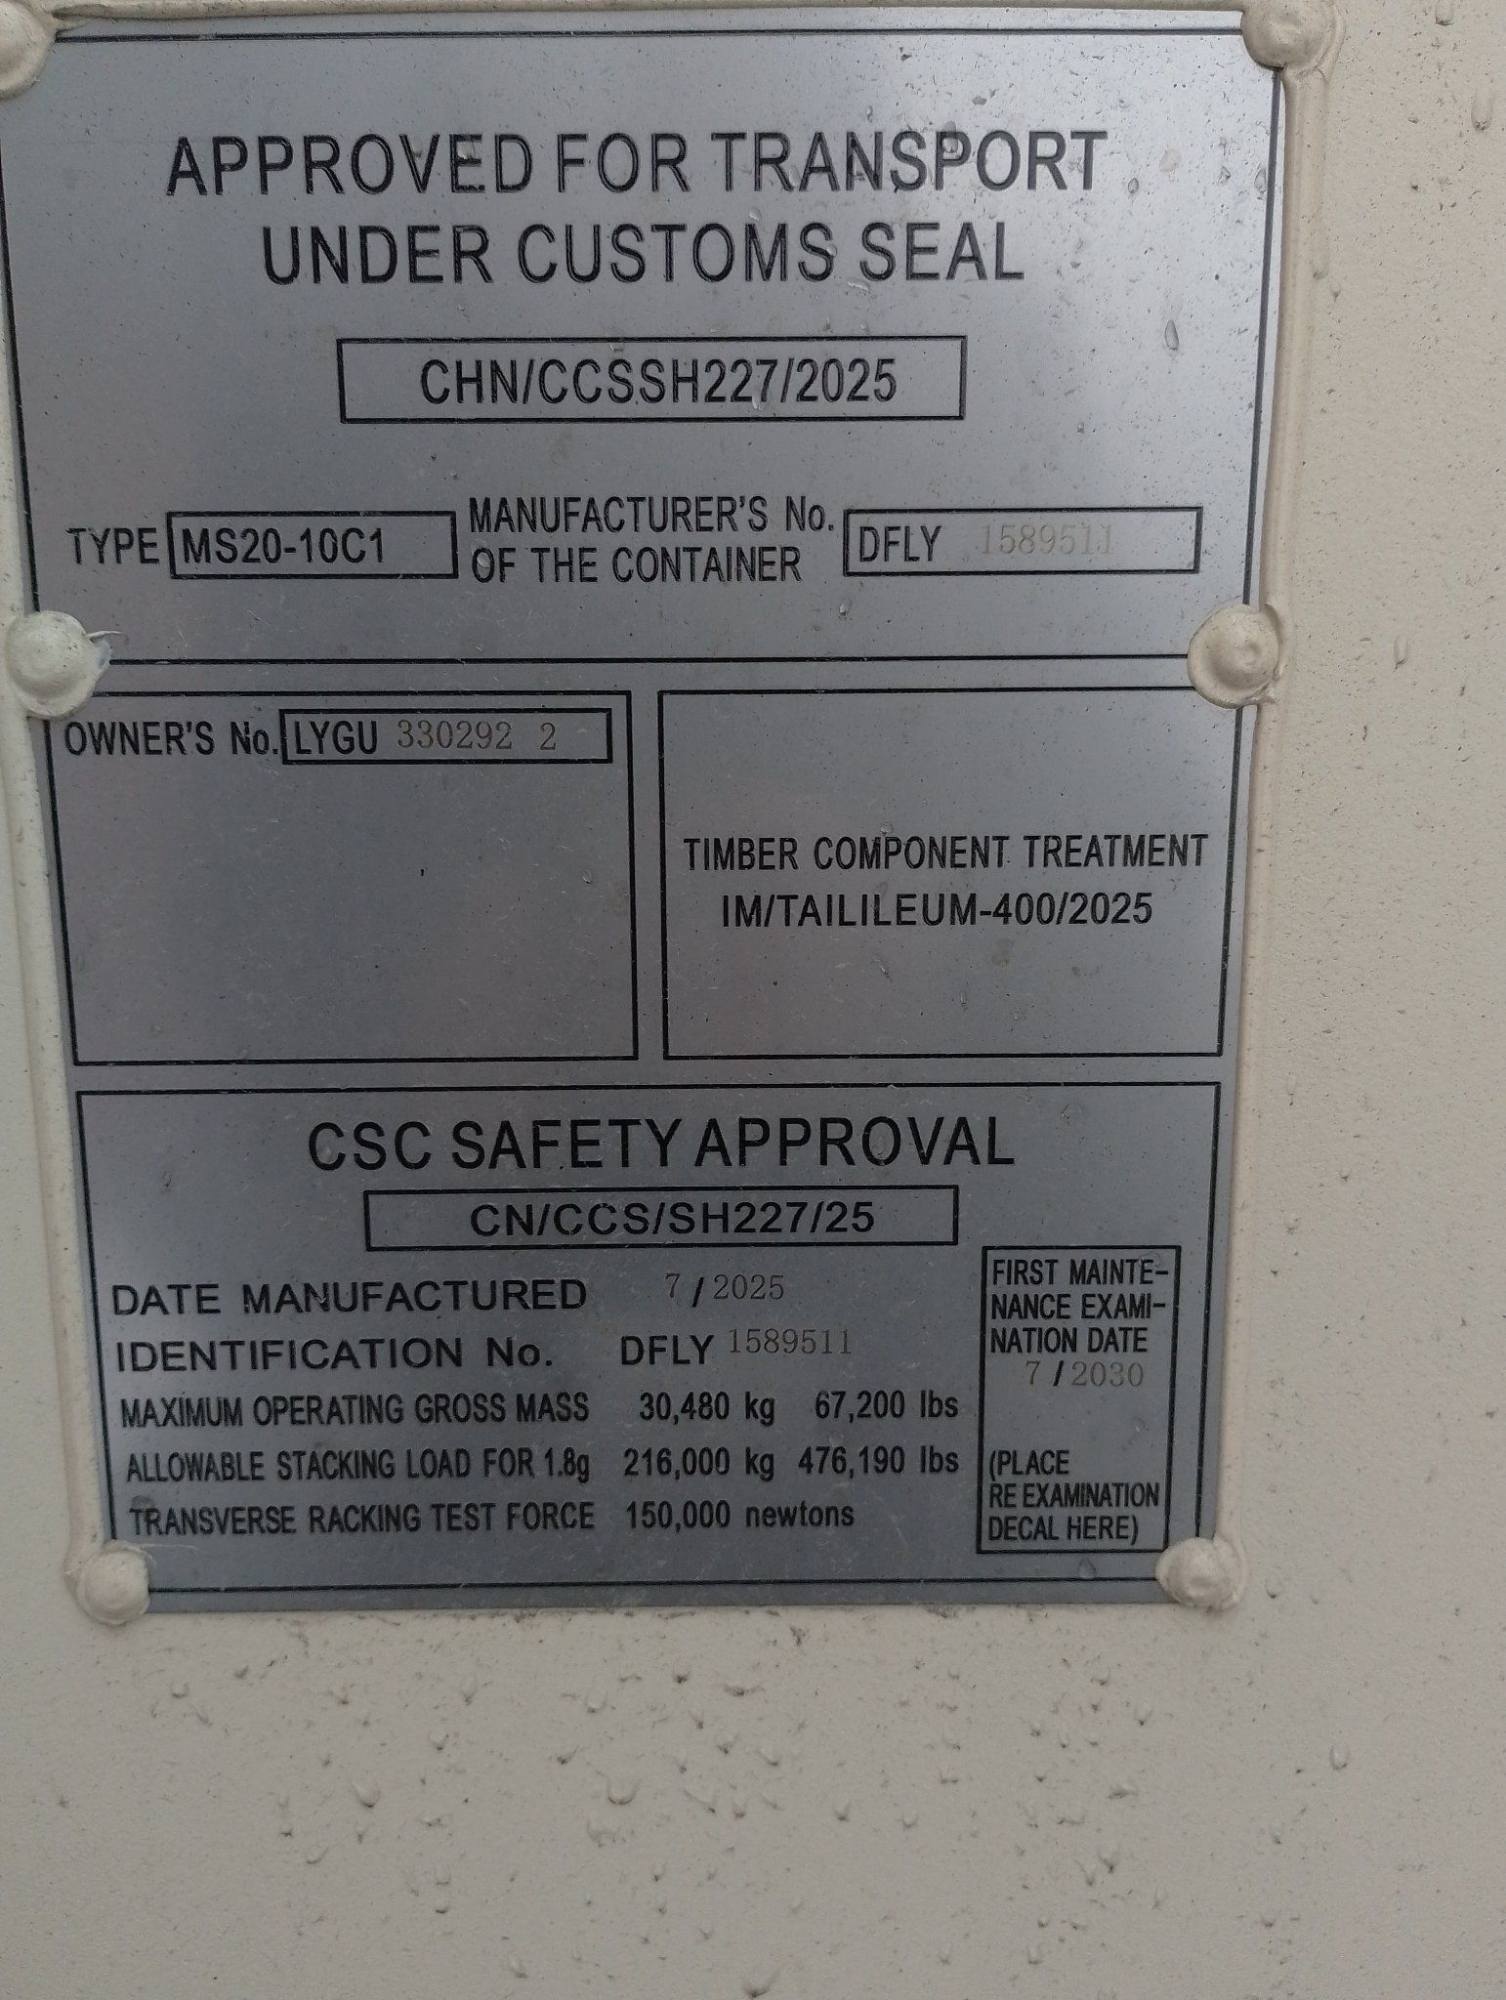 APPROVED FOR TRANSPORT
UNDER CUSTOMS SEAL
CHN/CCSSH227/2025
TYPE MS20-10C1
MANUFACTURER'S No.
OF THE CONTAINER
DFLY 1589511
OWNER'S No. LYGU 330292 2
TIMBER COMPONENT TREATMENT
IM/TAILILEUM-400/2025
CSC SAFETY APPROVAL
CN/CCS/SH227/25
DATE MANUFACTURED 7 / 2025
IDENTIFICATION No. DFLY 1589511
MAXIMUM OPERATING GROSS MASS 30,480 kg 67,200 lbs
ALLOWABLE STACKING LOAD FOR 1.8g 216,000 kg 476,190 lbs
TRANSVERSE RACKING TEST FORCE 150,000 newtons
FIRST MAINTE-
NANCE EXAMI-
NATION DATE
7 / 2030
(PLACE
RE EXAMINATION
DECAL HERE)